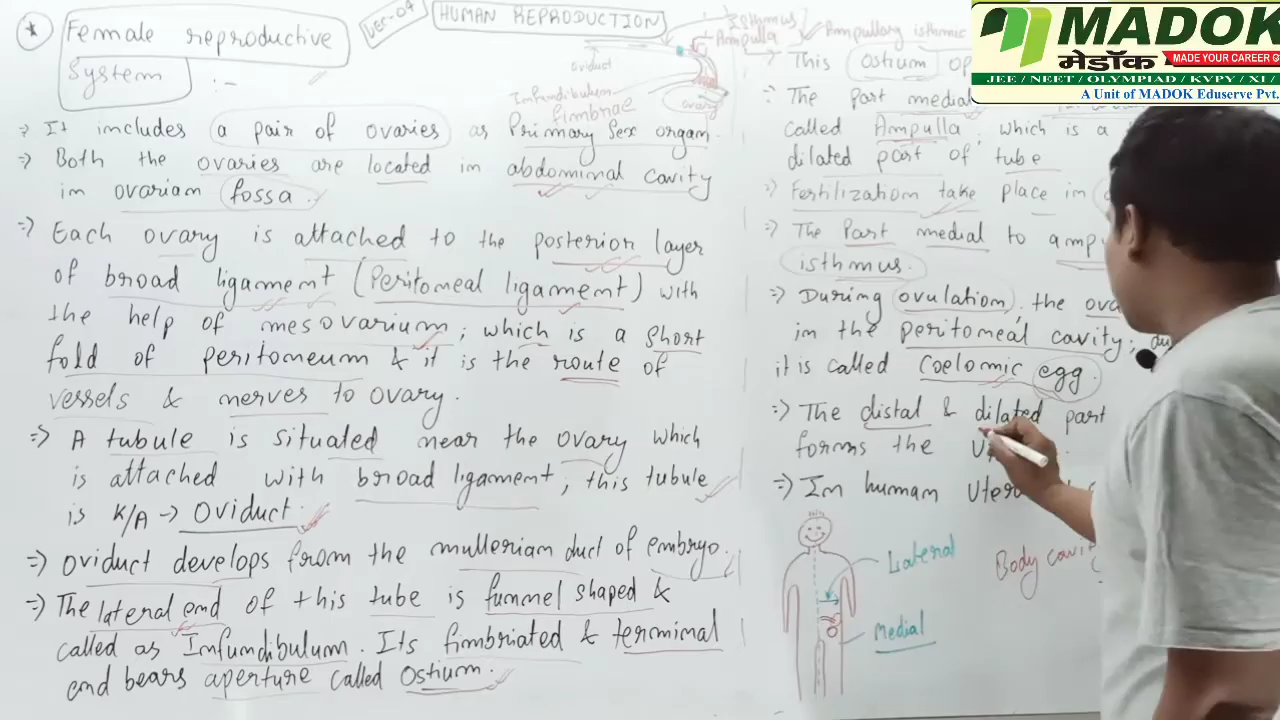 Female reproductive
System :-
Lec-04
HUMAN REPRODUCTION
Isthmus
Ampulla
Ampullary isthmic
oviduct
Infundibulum
fimbriae
ovary
=> It includes a pair of ovaries as Primary Sex organ.
=> Both the ovaries are located in abdominal cavity
in ovarian fossa.
=> Each ovary is attached to the posterior layer
of broad ligament (Peritoneal ligament) with
the help of mesovarium; which is a short
fold of peritoneum & it is the route of
vessels & nerves to ovary.
=> A tubule is situated near the ovary which
is attached with broad ligament; this tubule
is K/A -> Oviduct.
=> Oviduct develops from the mullerian duct of embryo.
=> The lateral end of this tube is funnel shaped &
called as Infundibulum. Its fimbriated & terminal
end bears aperture called Ostium.
=> This Ostium op
=> The part medial
called Ampulla, which is a
dilated part of tube
=> Fertilization take place in
=> The Part medial to amp
isthmus.
=> During ovulation, the ova
in the peritoneal cavity;
it is called Coelomic egg.
=> The distal & dilated part
forms the
=> In human Uter
Lateral
Medial
Body cavi
MADOK
मेडॉक
MADE YOUR CAREER G
JEE / NEET / OLYMPIAD / KVPY / XI /
A Unit of MADOK Eduserve Pvt.